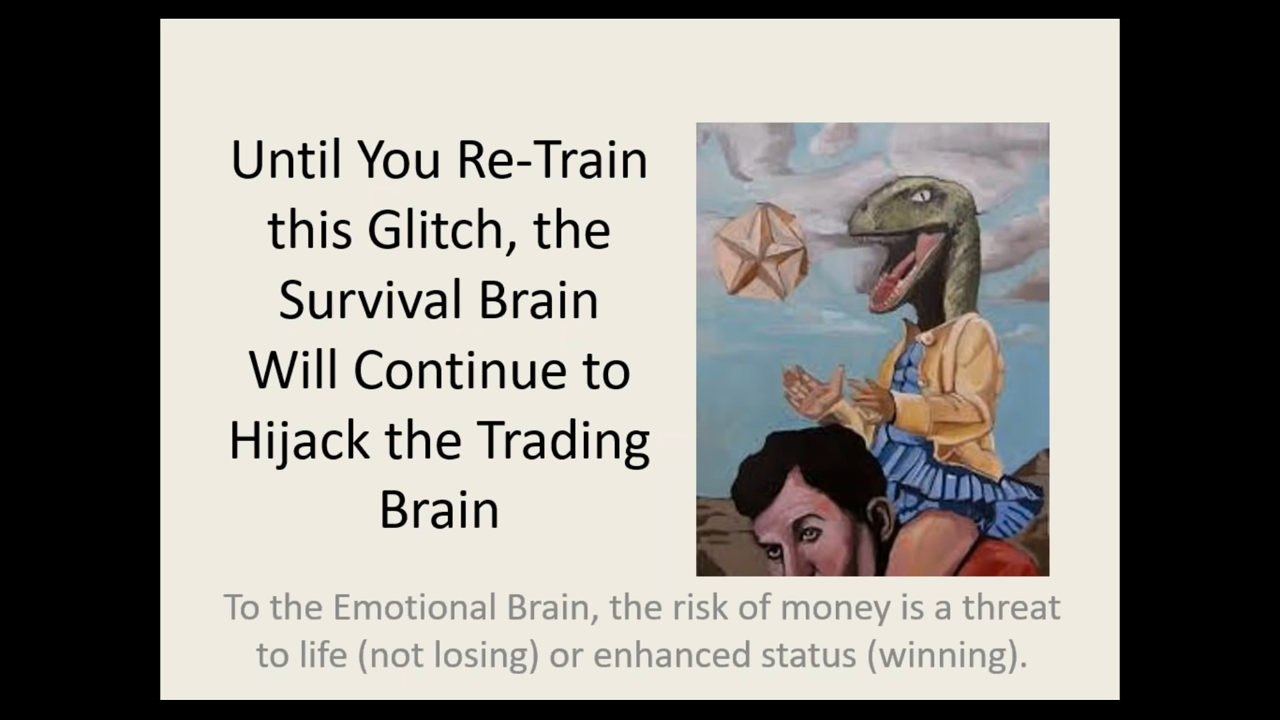 Until You Re-Train
this Glitch, the
Survival Brain
Will Continue to
Hijack the Trading
Brain
To the Emotional Brain, the risk of money is a threat
to life (not losing) or enhanced status (winning).